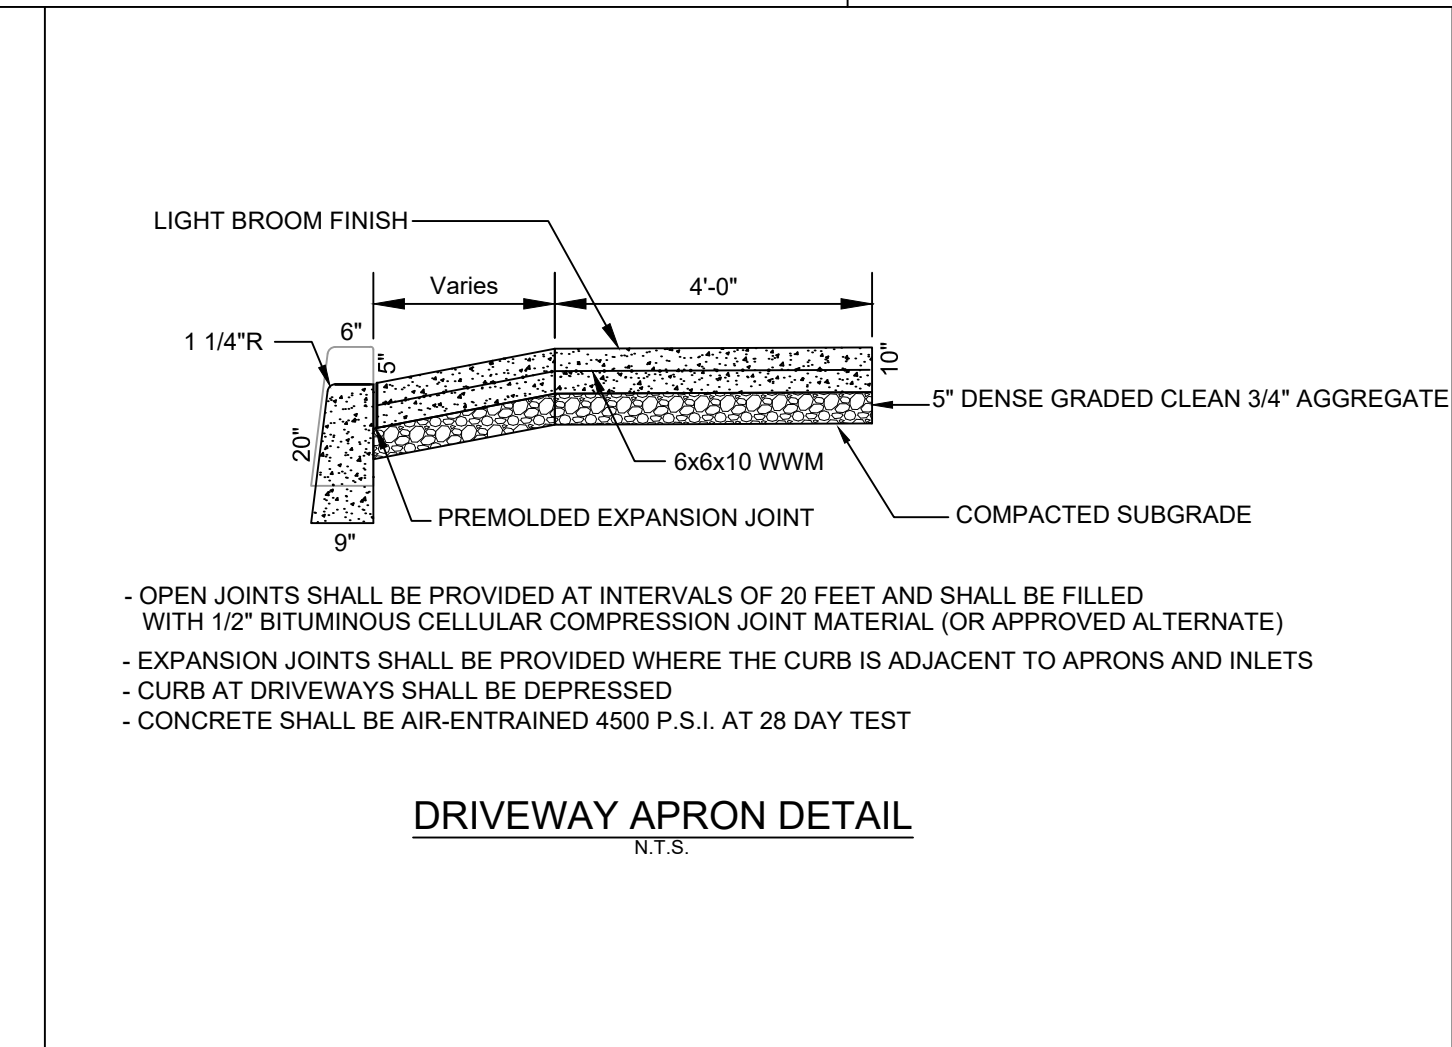 LIGHT BROOM FINISH
Varies
4'-0"
1 1/4"R
6"
5"
10"
5" DENSE GRADED CLEAN 3/4" AGGREGATE
20"
6x6x10 WWM
PREMOLDED EXPANSION JOINT
COMPACTED SUBGRADE
9"
- OPEN JOINTS SHALL BE PROVIDED AT INTERVALS OF 20 FEET AND SHALL BE FILLED
WITH 1/2" BITUMINOUS CELLULAR COMPRESSION JOINT MATERIAL (OR APPROVED ALTERNATE)
- EXPANSION JOINTS SHALL BE PROVIDED WHERE THE CURB IS ADJACENT TO APRONS AND INLETS
- CURB AT DRIVEWAYS SHALL BE DEPRESSED
- CONCRETE SHALL BE AIR-ENTRAINED 4500 P.S.I. AT 28 DAY TEST
DRIVEWAY APRON DETAIL
N.T.S.